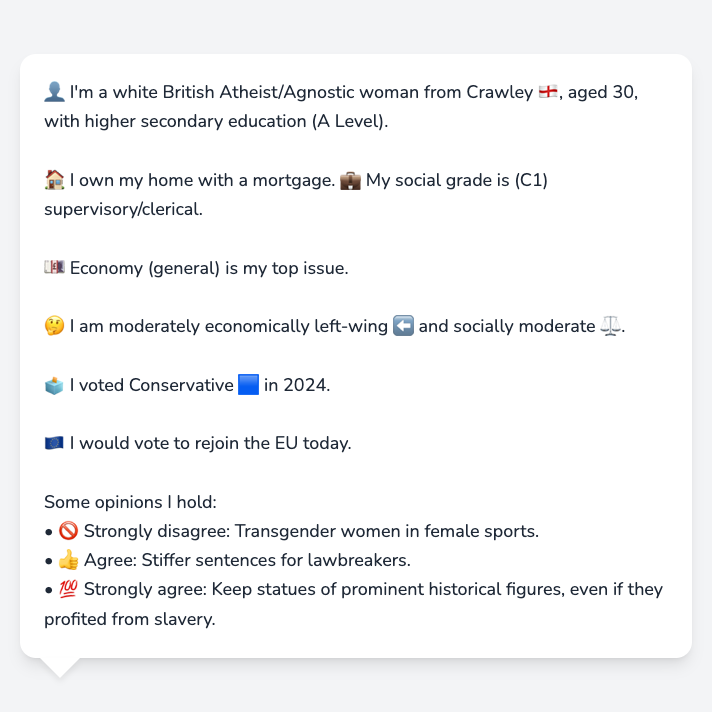 👤 I'm a white British Atheist/Agnostic woman from Crawley 🏴󠁧󠁢󠁥󠁮󠁧󠁿, aged 30,
with higher secondary education (A Level).
🏠 I own my home with a mortgage. 💼 My social grade is (C1)
supervisory/clerical.
💷 Economy (general) is my top issue.
🤔 I am moderately economically left-wing ⬅️ and socially moderate ⚖️.
🗳️ I voted Conservative 🟦 in 2024.
🇪🇺 I would vote to rejoin the EU today.
Some opinions I hold:
• 🚫 Strongly disagree: Transgender women in female sports.
• 👍 Agree: Stiffer sentences for lawbreakers.
• 💯 Strongly agree: Keep statues of prominent historical figures, even if they
profited from slavery.